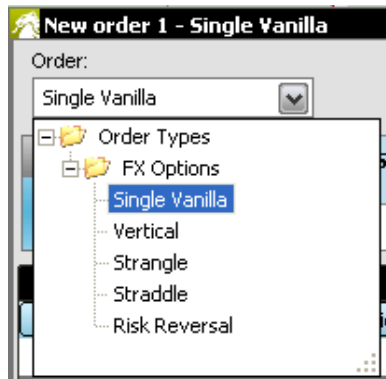 New order 1 - Single Vanilla
Order:
Single Vanilla
Order Types
FX Options
Single Vanilla
Vertical
Strangle
Straddle
Risk Reversal